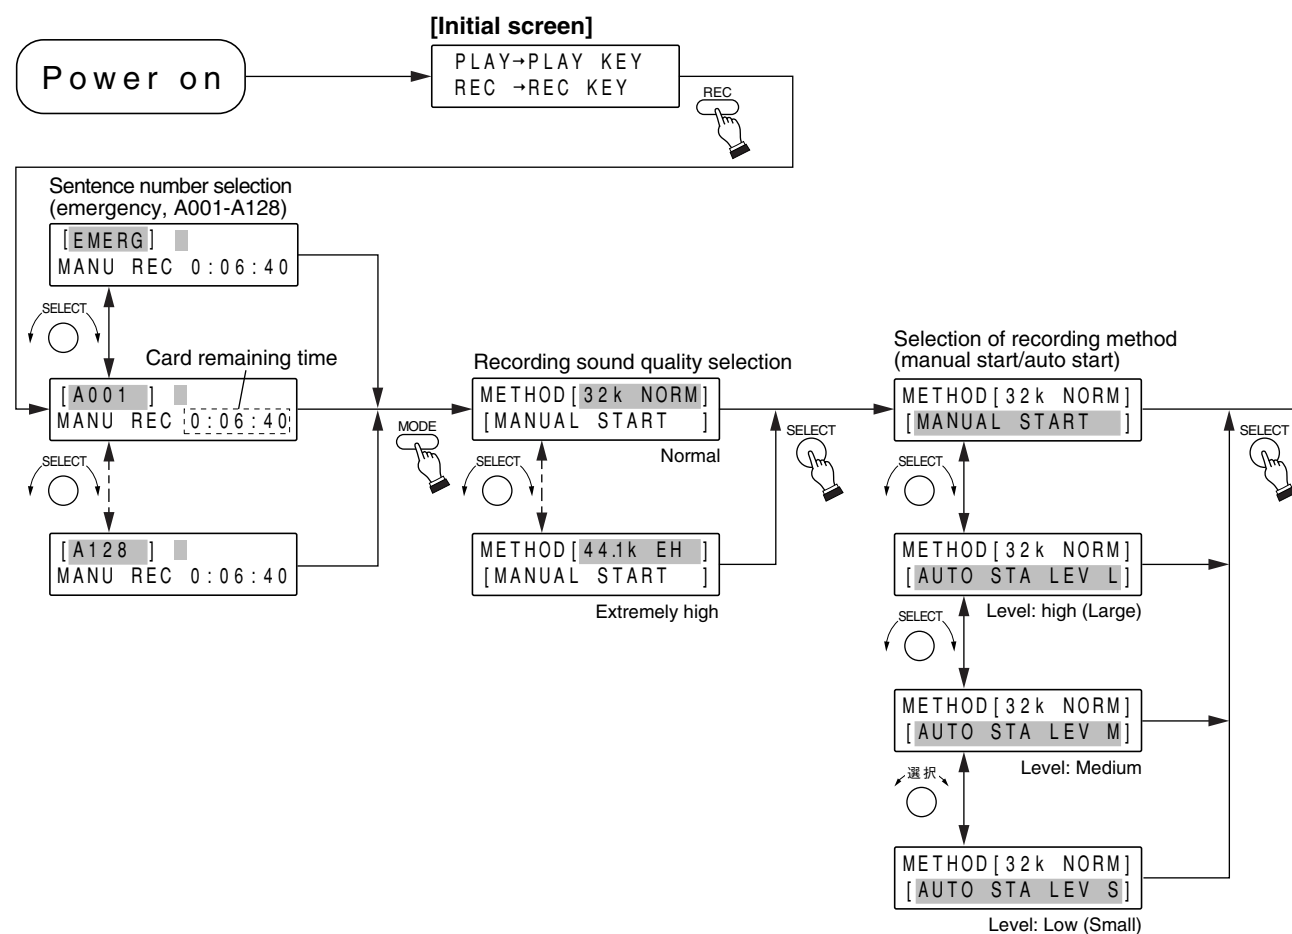 [Initial screen]
Power on
PLAY→PLAY KEY
REC →REC KEY
REC
Sentence number selection
(emergency, A001-A128)
[EMERG]
MANU REC 0:06:40
SELECT
Card remaining time
[A001 ]
MANU REC 0:06:40
SELECT
[A128 ]
MANU REC 0:06:40
MODE
Recording sound quality selection
METHOD[32k NORM]
[MANUAL START ]
Normal
SELECT
METHOD[44.1k EH ]
[MANUAL START ]
Extremely high
SELECT
Selection of recording method
(manual start/auto start)
METHOD[32k NORM]
[MANUAL START ]
SELECT
METHOD[32k NORM]
[AUTO STA LEV L]
Level: high (Large)
SELECT
METHOD[32k NORM]
[AUTO STA LEV M]
Level: Medium
選択
METHOD[32k NORM]
[AUTO STA LEV S]
Level: Low (Small)
SELECT